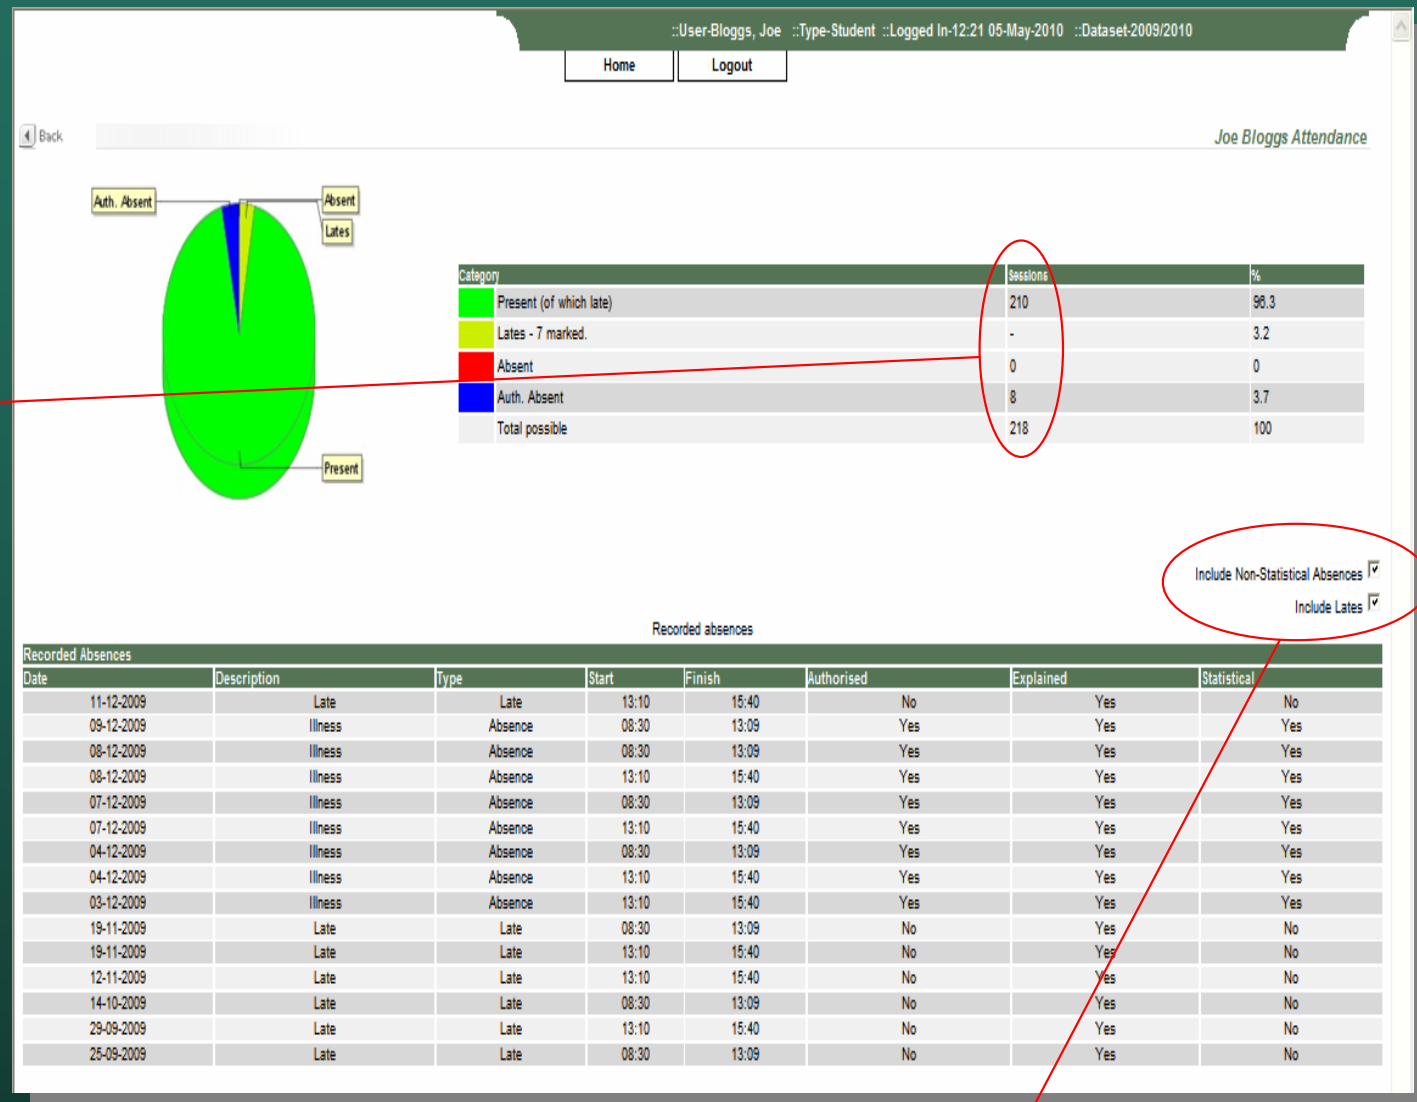 ::User-Bloggs, Joe ::Type-Student ::Logged In-12:21 05-May-2010 ::Dataset-2009/2010
Home Logout
Back
Joe Bloggs Attendance
Auth. Absent Absent
Lates
Present
Category Sessions %
Present (of which late) 210 96.3
Lates - 7 marked. - 3.2
Absent 0 0
Auth. Absent 8 3.7
Total possible 218 100
Include Non-Statistical Absences
Include Lates
Recorded absences
Recorded Absences
Date Description Type Start Finish Authorised Explained Statistical
11-12-2009 Late Late 13:10 15:40 No Yes No
09-12-2009 Illness Absence 08:30 13:09 Yes Yes Yes
08-12-2009 Illness Absence 08:30 13:09 Yes Yes Yes
08-12-2009 Illness Absence 13:10 15:40 Yes Yes Yes
07-12-2009 Illness Absence 08:30 13:09 Yes Yes Yes
07-12-2009 Illness Absence 13:10 15:40 Yes Yes Yes
04-12-2009 Illness Absence 08:30 13:09 Yes Yes Yes
04-12-2009 Illness Absence 13:10 15:40 Yes Yes Yes
03-12-2009 Illness Absence 13:10 15:40 Yes Yes Yes
19-11-2009 Late Late 08:30 13:09 No Yes No
19-11-2009 Late Late 13:10 15:40 No Yes No
12-11-2009 Late Late 13:10 15:40 No Yes No
14-10-2009 Late Late 08:30 13:09 No Yes No
29-09-2009 Late Late 13:10 15:40 No Yes No
25-09-2009 Late Late 08:30 13:09 No Yes No